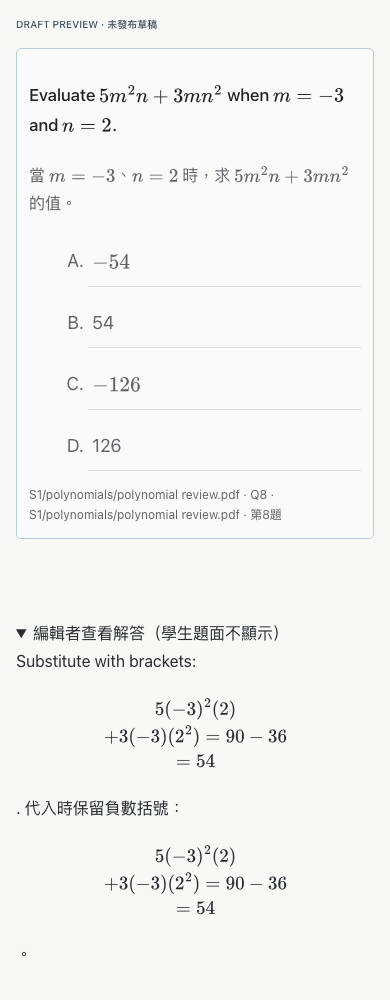 DRAFT PREVIEW · 未發布草稿
Evaluate 5m²n + 3mn² when m = −3
and n = 2.
當 m = −3、n = 2 時，求 5m²n + 3mn²
的值。
A. −54
B. 54
C. −126
D. 126
S1/polynomials/polynomial review.pdf · Q8 ·
S1/polynomials/polynomial review.pdf · 第8題
▼ 編輯者查看解答（學生題面不顯示）
Substitute with brackets:
5(−3)²(2)
+3(−3)(2²) = 90 − 36
= 54
. 代入時保留負數括號：
5(−3)²(2)
+3(−3)(2²) = 90 − 36
= 54
。